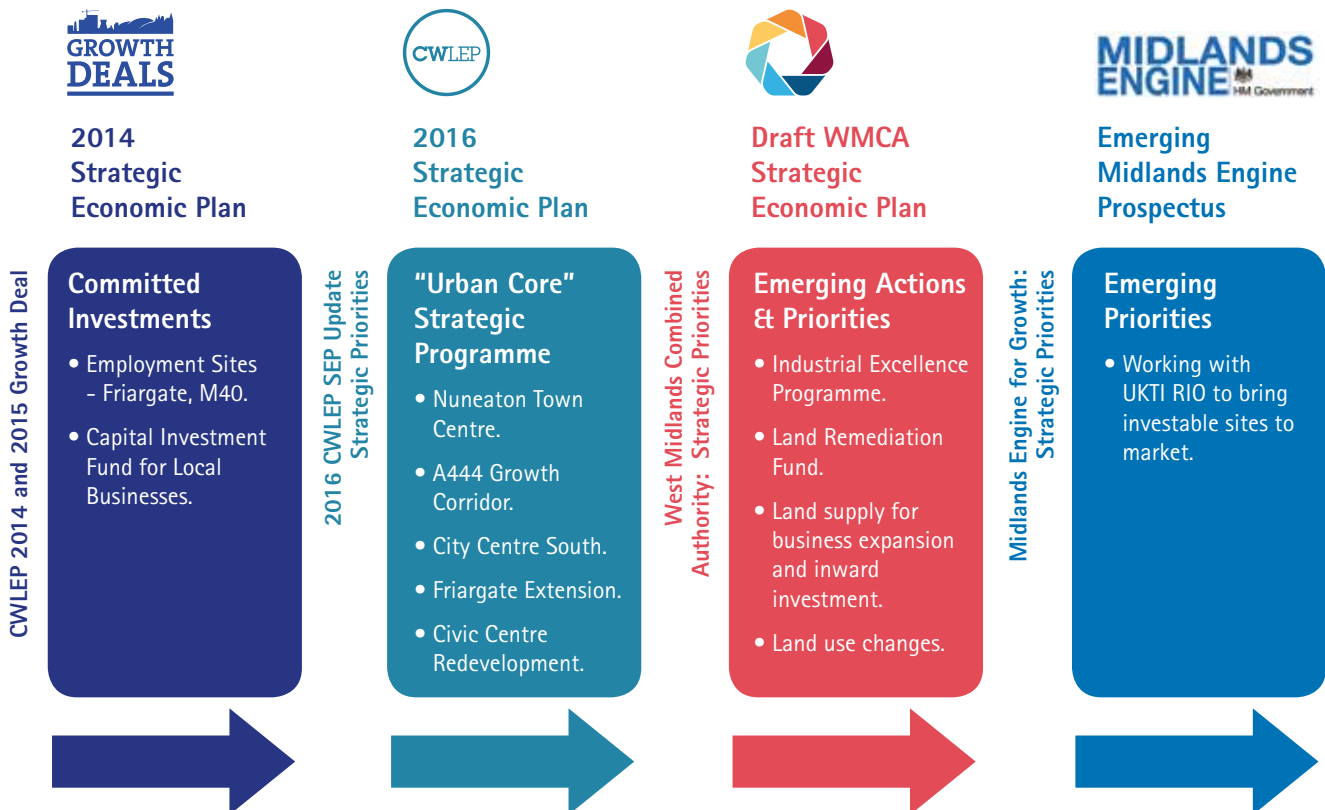 GROWTH
DEALS
2014
Strategic
Economic Plan
CWLEP 2014 and 2015 Growth Deal
Committed
Investments
• Employment Sites
- Friargate, M40.
• Capital Investment
Fund for Local
Businesses.
CWLEP
2016
Strategic
Economic Plan
2016 CWLEP SEP Update
Strategic Priorities
“Urban Core”
Strategic
Programme
• Nuneaton Town
Centre.
• A444 Growth
Corridor.
• City Centre South.
• Friargate Extension.
• Civic Centre
Redevelopment.
Draft WMCA
Strategic
Economic Plan
West Midlands Combined
Authority: Strategic Priorities
Emerging Actions
& Priorities
• Industrial Excellence
Programme.
• Land Remediation
Fund.
• Land supply for
business expansion
and inward
investment.
• Land use changes.
MIDLANDS
ENGINE HM Government
Emerging
Midlands Engine
Prospectus
Midlands Engine for Growth:
Strategic Priorities
Emerging
Priorities
• Working with
UKTI RIO to bring
investable sites to
market.